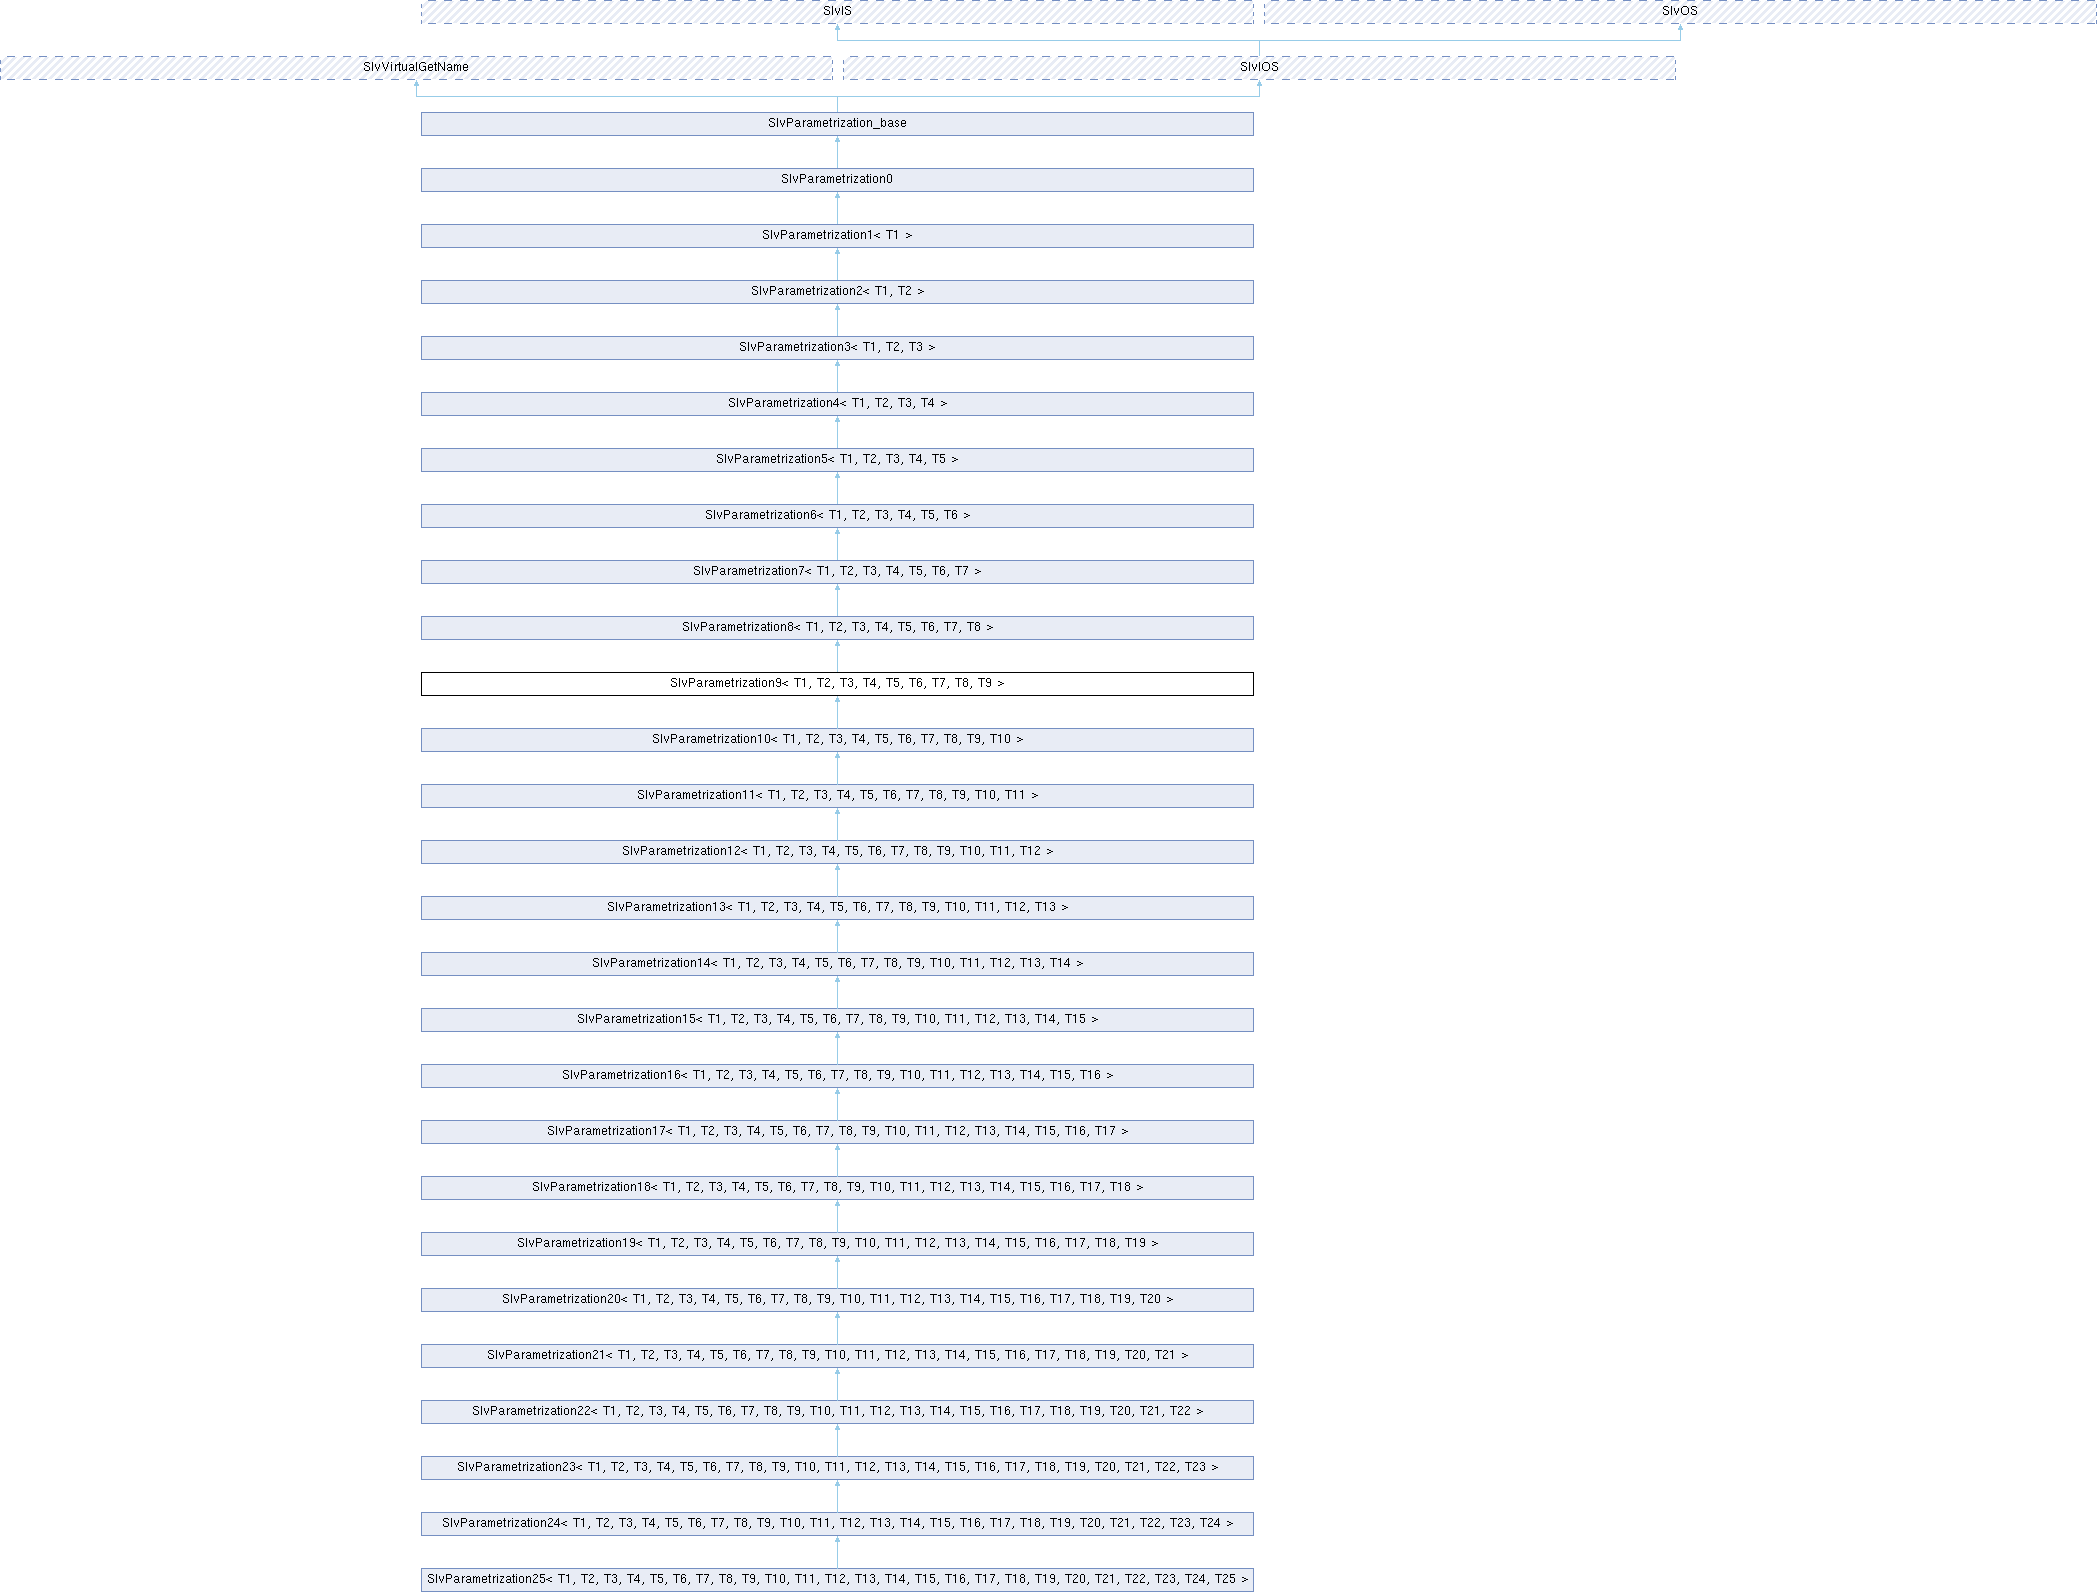 SlvIS
SlvOS
SlvVirtualGetName
SlvIOS
SlvParametrization_base
SlvParametrization0
SlvParametrization1< T1 >
SlvParametrization2< T1, T2 >
SlvParametrization3< T1, T2, T3 >
SlvParametrization4< T1, T2, T3, T4 >
SlvParametrization5< T1, T2, T3, T4, T5 >
SlvParametrization6< T1, T2, T3, T4, T5, T6 >
SlvParametrization7< T1, T2, T3, T4, T5, T6, T7 >
SlvParametrization8< T1, T2, T3, T4, T5, T6, T7, T8 >
SlvParametrization9< T1, T2, T3, T4, T5, T6, T7, T8, T9 >
SlvParametrization10< T1, T2, T3, T4, T5, T6, T7, T8, T9, T10 >
SlvParametrization11< T1, T2, T3, T4, T5, T6, T7, T8, T9, T10, T11 >
SlvParametrization12< T1, T2, T3, T4, T5, T6, T7, T8, T9, T10, T11, T12 >
SlvParametrization13< T1, T2, T3, T4, T5, T6, T7, T8, T9, T10, T11, T12, T13 >
SlvParametrization14< T1, T2, T3, T4, T5, T6, T7, T8, T9, T10, T11, T12, T13, T14 >
SlvParametrization15< T1, T2, T3, T4, T5, T6, T7, T8, T9, T10, T11, T12, T13, T14, T15 >
SlvParametrization16< T1, T2, T3, T4, T5, T6, T7, T8, T9, T10, T11, T12, T13, T14, T15, T16 >
SlvParametrization17< T1, T2, T3, T4, T5, T6, T7, T8, T9, T10, T11, T12, T13, T14, T15, T16, T17 >
SlvParametrization18< T1, T2, T3, T4, T5, T6, T7, T8, T9, T10, T11, T12, T13, T14, T15, T16, T17, T18 >
SlvParametrization19< T1, T2, T3, T4, T5, T6, T7, T8, T9, T10, T11, T12, T13, T14, T15, T16, T17, T18, T19 >
SlvParametrization20< T1, T2, T3, T4, T5, T6, T7, T8, T9, T10, T11, T12, T13, T14, T15, T16, T17, T18, T19, T20 >
SlvParametrization21< T1, T2, T3, T4, T5, T6, T7, T8, T9, T10, T11, T12, T13, T14, T15, T16, T17, T18, T19, T20, T21 >
SlvParametrization22< T1, T2, T3, T4, T5, T6, T7, T8, T9, T10, T11, T12, T13, T14, T15, T16, T17, T18, T19, T20, T21, T22 >
SlvParametrization23< T1, T2, T3, T4, T5, T6, T7, T8, T9, T10, T11, T12, T13, T14, T15, T16, T17, T18, T19, T20, T21, T22, T23 >
SlvParametrization24< T1, T2, T3, T4, T5, T6, T7, T8, T9, T10, T11, T12, T13, T14, T15, T16, T17, T18, T19, T20, T21, T22, T23, T24 >
SlvParametrization25< T1, T2, T3, T4, T5, T6, T7, T8, T9, T10, T11, T12, T13, T14, T15, T16, T17, T18, T19, T20, T21, T22, T23, T24, T25 >